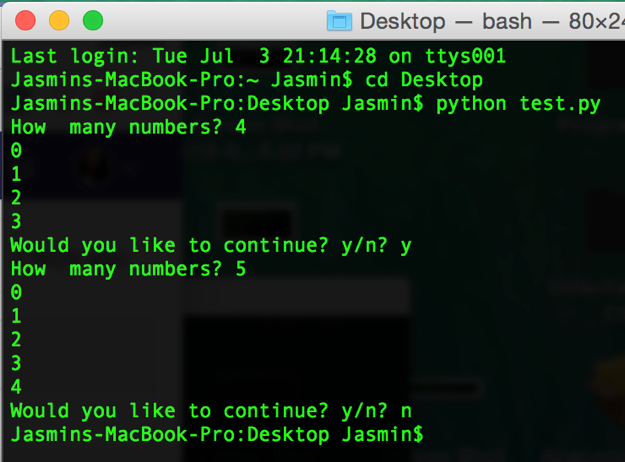 Desktop — bash — 80×24
Last login: Tue Jul  3 21:14:28 on ttys001
Jasmins-MacBook-Pro:~ Jasmin$ cd Desktop
Jasmins-MacBook-Pro:Desktop Jasmin$ python test.py
How  many numbers? 4
0
1
2
3
Would you like to continue? y/n? y
How  many numbers? 5
0
1
2
3
4
Would you like to continue? y/n? n
Jasmins-MacBook-Pro:Desktop Jasmin$